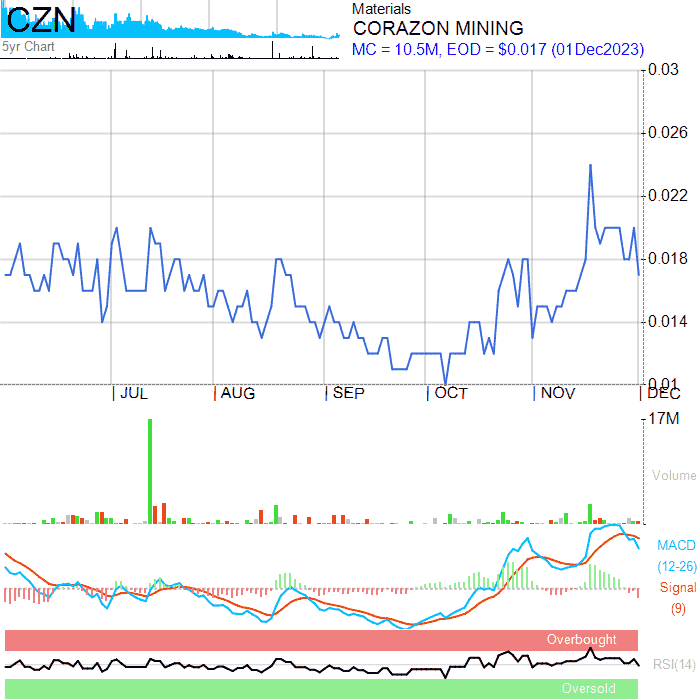 CZN
5yr Chart
Materials
CORAZON MINING
MC = 10.5M, EOD = $0.017 (01Dec2023)
0.03
0.026
0.022
0.018
0.014
0.01
JUL AUG SEP OCT NOV DEC
17M
Volume
MACD
(12-26)
Signal
(9)
Overbought
RSI(14)
Oversold